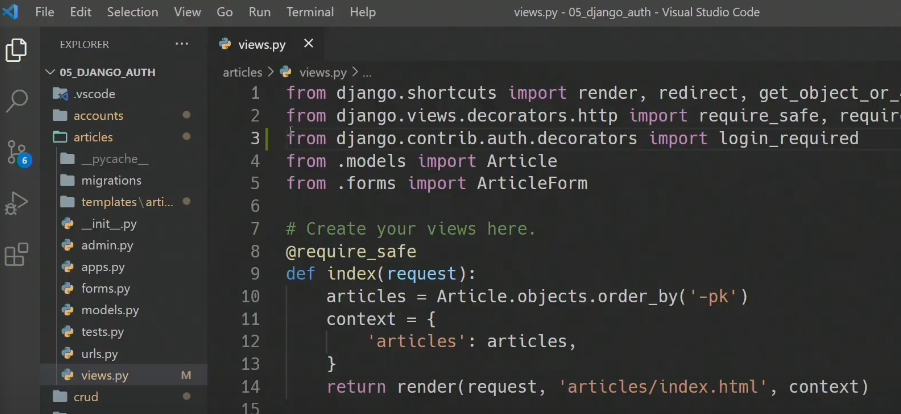 File Edit Selection View Go Run Terminal Help views.py - 05_django_auth - Visual Studio Code
EXPLORER ···
05_DJANGO_AUTH
.vscode
accounts
articles
__pycache__
migrations
templates\arti...
__init__.py
admin.py
apps.py
forms.py
models.py
tests.py
urls.py
views.py M
crud
6
views.py ×
articles > views.py > ...
1 from django.shortcuts import render, redirect, get_object_or_
2 from django.views.decorators.http import require_safe, require
3 from django.contrib.auth.decorators import login_required
4 from .models import Article
5 from .forms import ArticleForm
6
7 # Create your views here.
8 @require_safe
9 def index(request):
10 articles = Article.objects.order_by('-pk')
11 context = {
12 'articles': articles,
13 }
14 return render(request, 'articles/index.html', context)
15